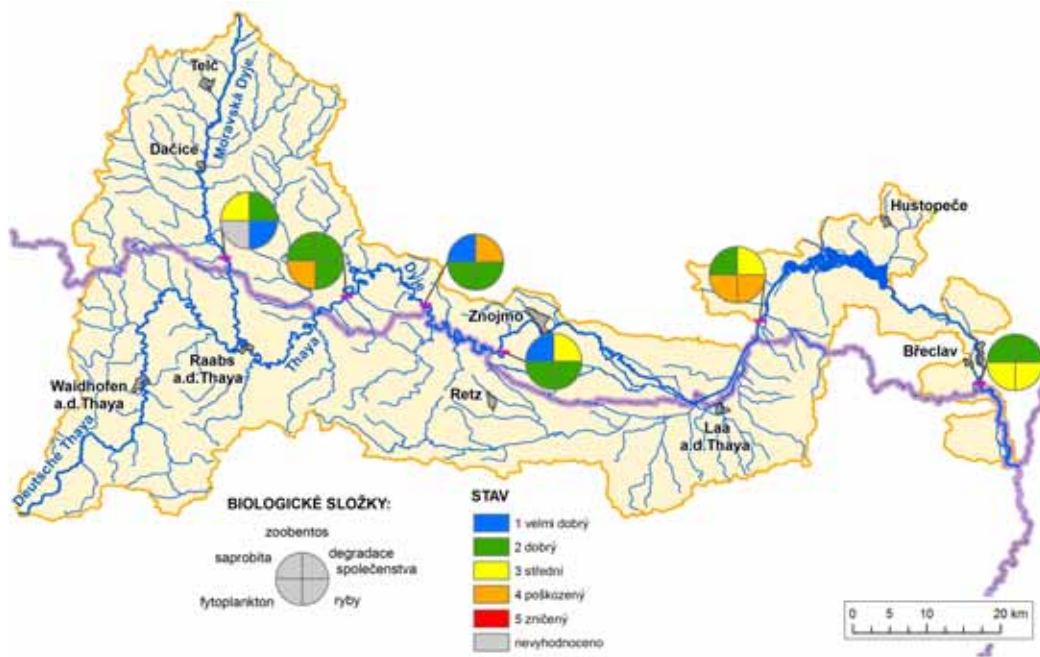 Telč
Moravská Dyje
Dačice
Hustopeče
Dyje
Znojmo
Thaya
Raabs
a.d.Thaya
Břeclav
Waidhofen
a.d.Thaya
Retz
Laa
a.d.Thaya
Deutsche Thaya
BIOLOGICKÉ SLOŽKY:
zoobentos
saprobita
degradace
společenstva
fytoplankton
ryby
STAV
1 velmi dobrý
2 dobrý
3 střední
4 poškozený
5 zničený
nevyhodnoceno
0 5 10 20 km